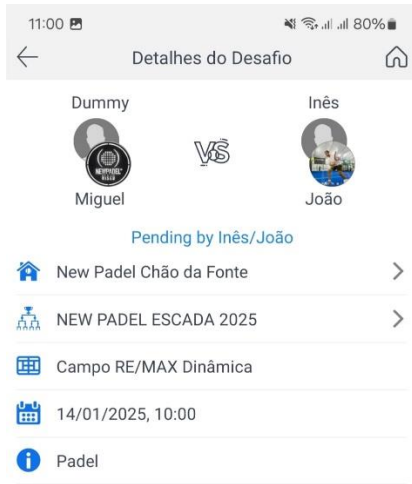 11:00 80%
Detalhes do Desafio
Dummy Inês
VS
NEWPADEL
Miguel João
Pending by Inês/João
New Padel Chão da Fonte
NEW PADEL ESCADA 2025
Campo RE/MAX Dinâmica
14/01/2025, 10:00
Padel